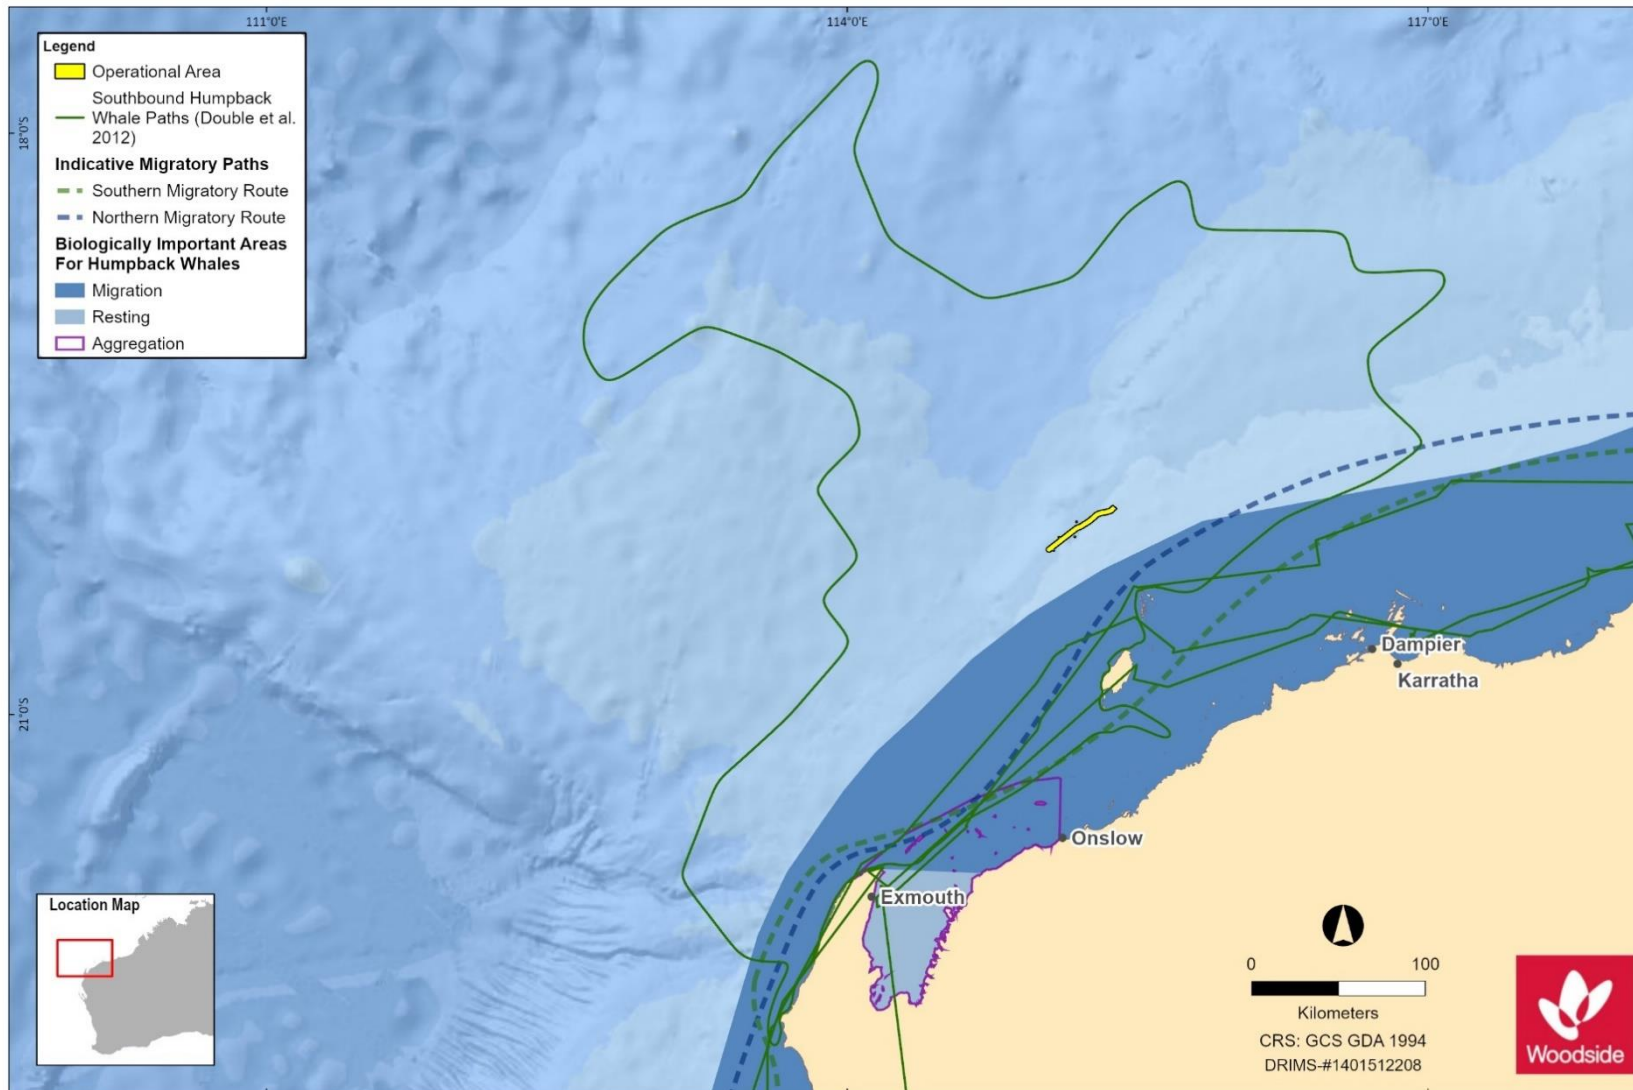 111°0'E
114°0'E
117°0'E
18°0'S
21°0'S
Legend
Operational Area
Southbound Humpback
Whale Paths (Double et al.
2012)
Indicative Migratory Paths
Southern Migratory Route
Northern Migratory Route
Biologically Important Areas
For Humpback Whales
Migration
Resting
Aggregation
Dampier
Karratha
Onslow
Exmouth
Location Map
0 100
Kilometers
CRS: GCS GDA 1994
DRIMS-#1401512208
Woodside